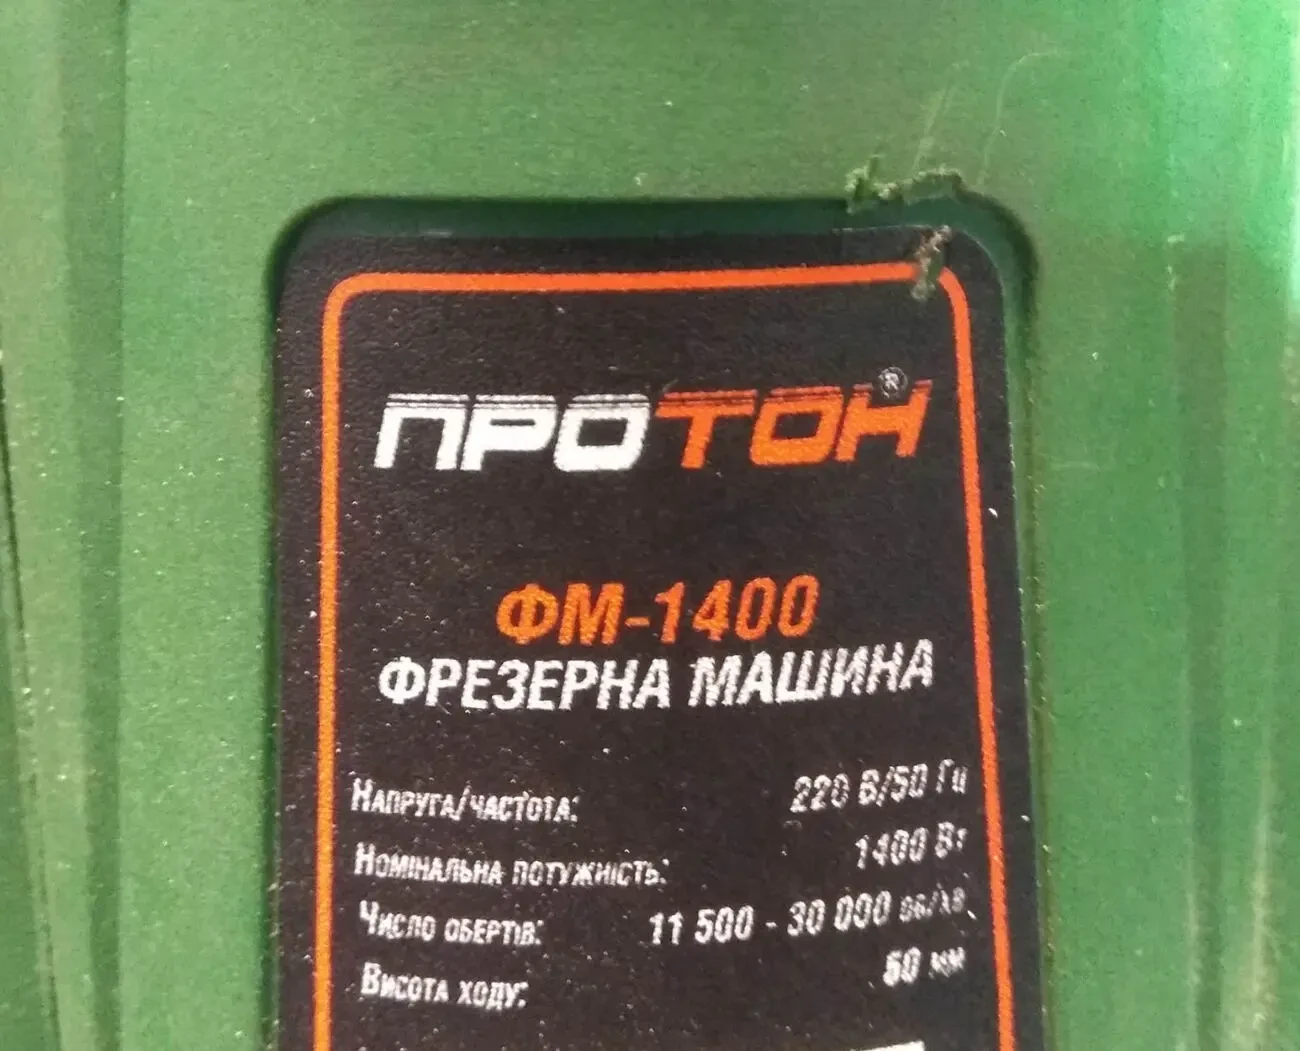 ПРОТОН®
ФМ-1400
ФРЕЗЕРНА МАШИНА
Напруга/частота: 220 В/50 Гц
Номінальна потужність: 1400 Вт
Число обертів: 11 500 - 30 000 об/хв
Висота ходу: 50 мм